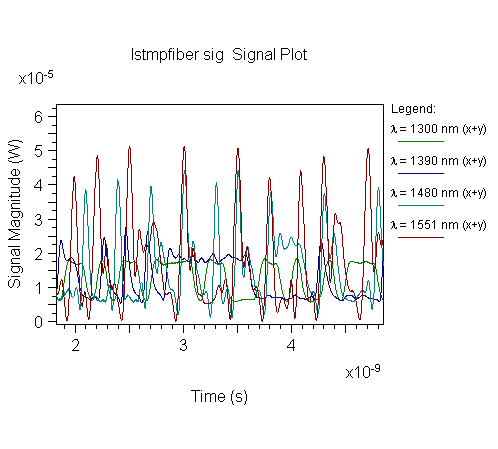 lstmpfiber sig Signal Plot
x10-5
Signal Magnitude (W)
6
5
4
3
2
1
0
2
3
4
x10-9
Time (s)
Legend:
λ = 1300 nm (x+y)
λ = 1390 nm (x+y)
λ = 1480 nm (x+y)
λ = 1551 nm (x+y)